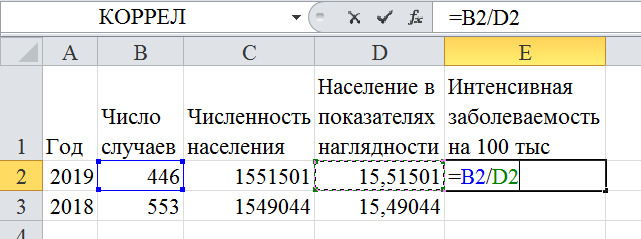 КОРРЕЛ =B2/D2
A B C D E
1 Год Число случаев Численность населения Население в показателях наглядности Интенсивная заболеваемость на 100 тыс
2 2019 446 1551501 15,51501 =B2/D2
3 2018 553 1549044 15,49044